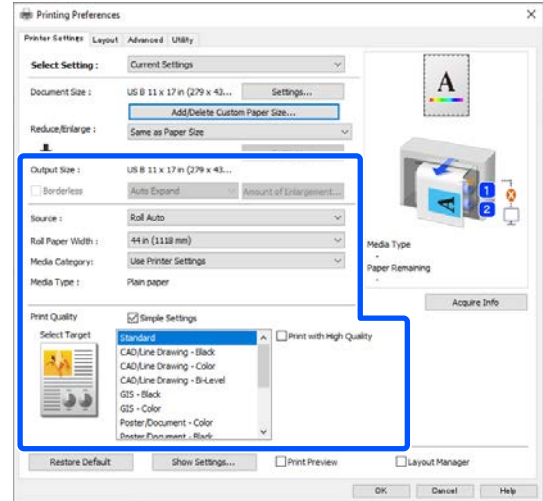 Printing Preferences
Printer Settings Layout Advanced Utility
Select Setting : Current Settings
Document Size : US B 11 x 17 in (279 x 43... Settings...
Add/Delete Custom Paper Size...
Reduce/Enlarge : Same as Paper Size
Output Size : US B 11 x 17 in (279 x 43...
Borderless Auto Expand Amount of Enlargement...
Source : Roll Auto
Roll Paper Width : 44 in (1118 mm)
Media Category: Use Printer Settings
Media Type : Plain paper
Print Quality Simple Settings
Select Target
Standard
CAD/Line Drawing - Black
CAD/Line Drawing - Color
CAD/Line Drawing - Bi-Level
GIS - Black
GIS - Color
Poster/Document - Color
Poster/Document - Black
Print with High Quality
A
A
1
2
Media Type
-
Paper Remaining
-
Acquire Info
Restore Default Show Settings... Print Preview Layout Manager
OK Cancel Help